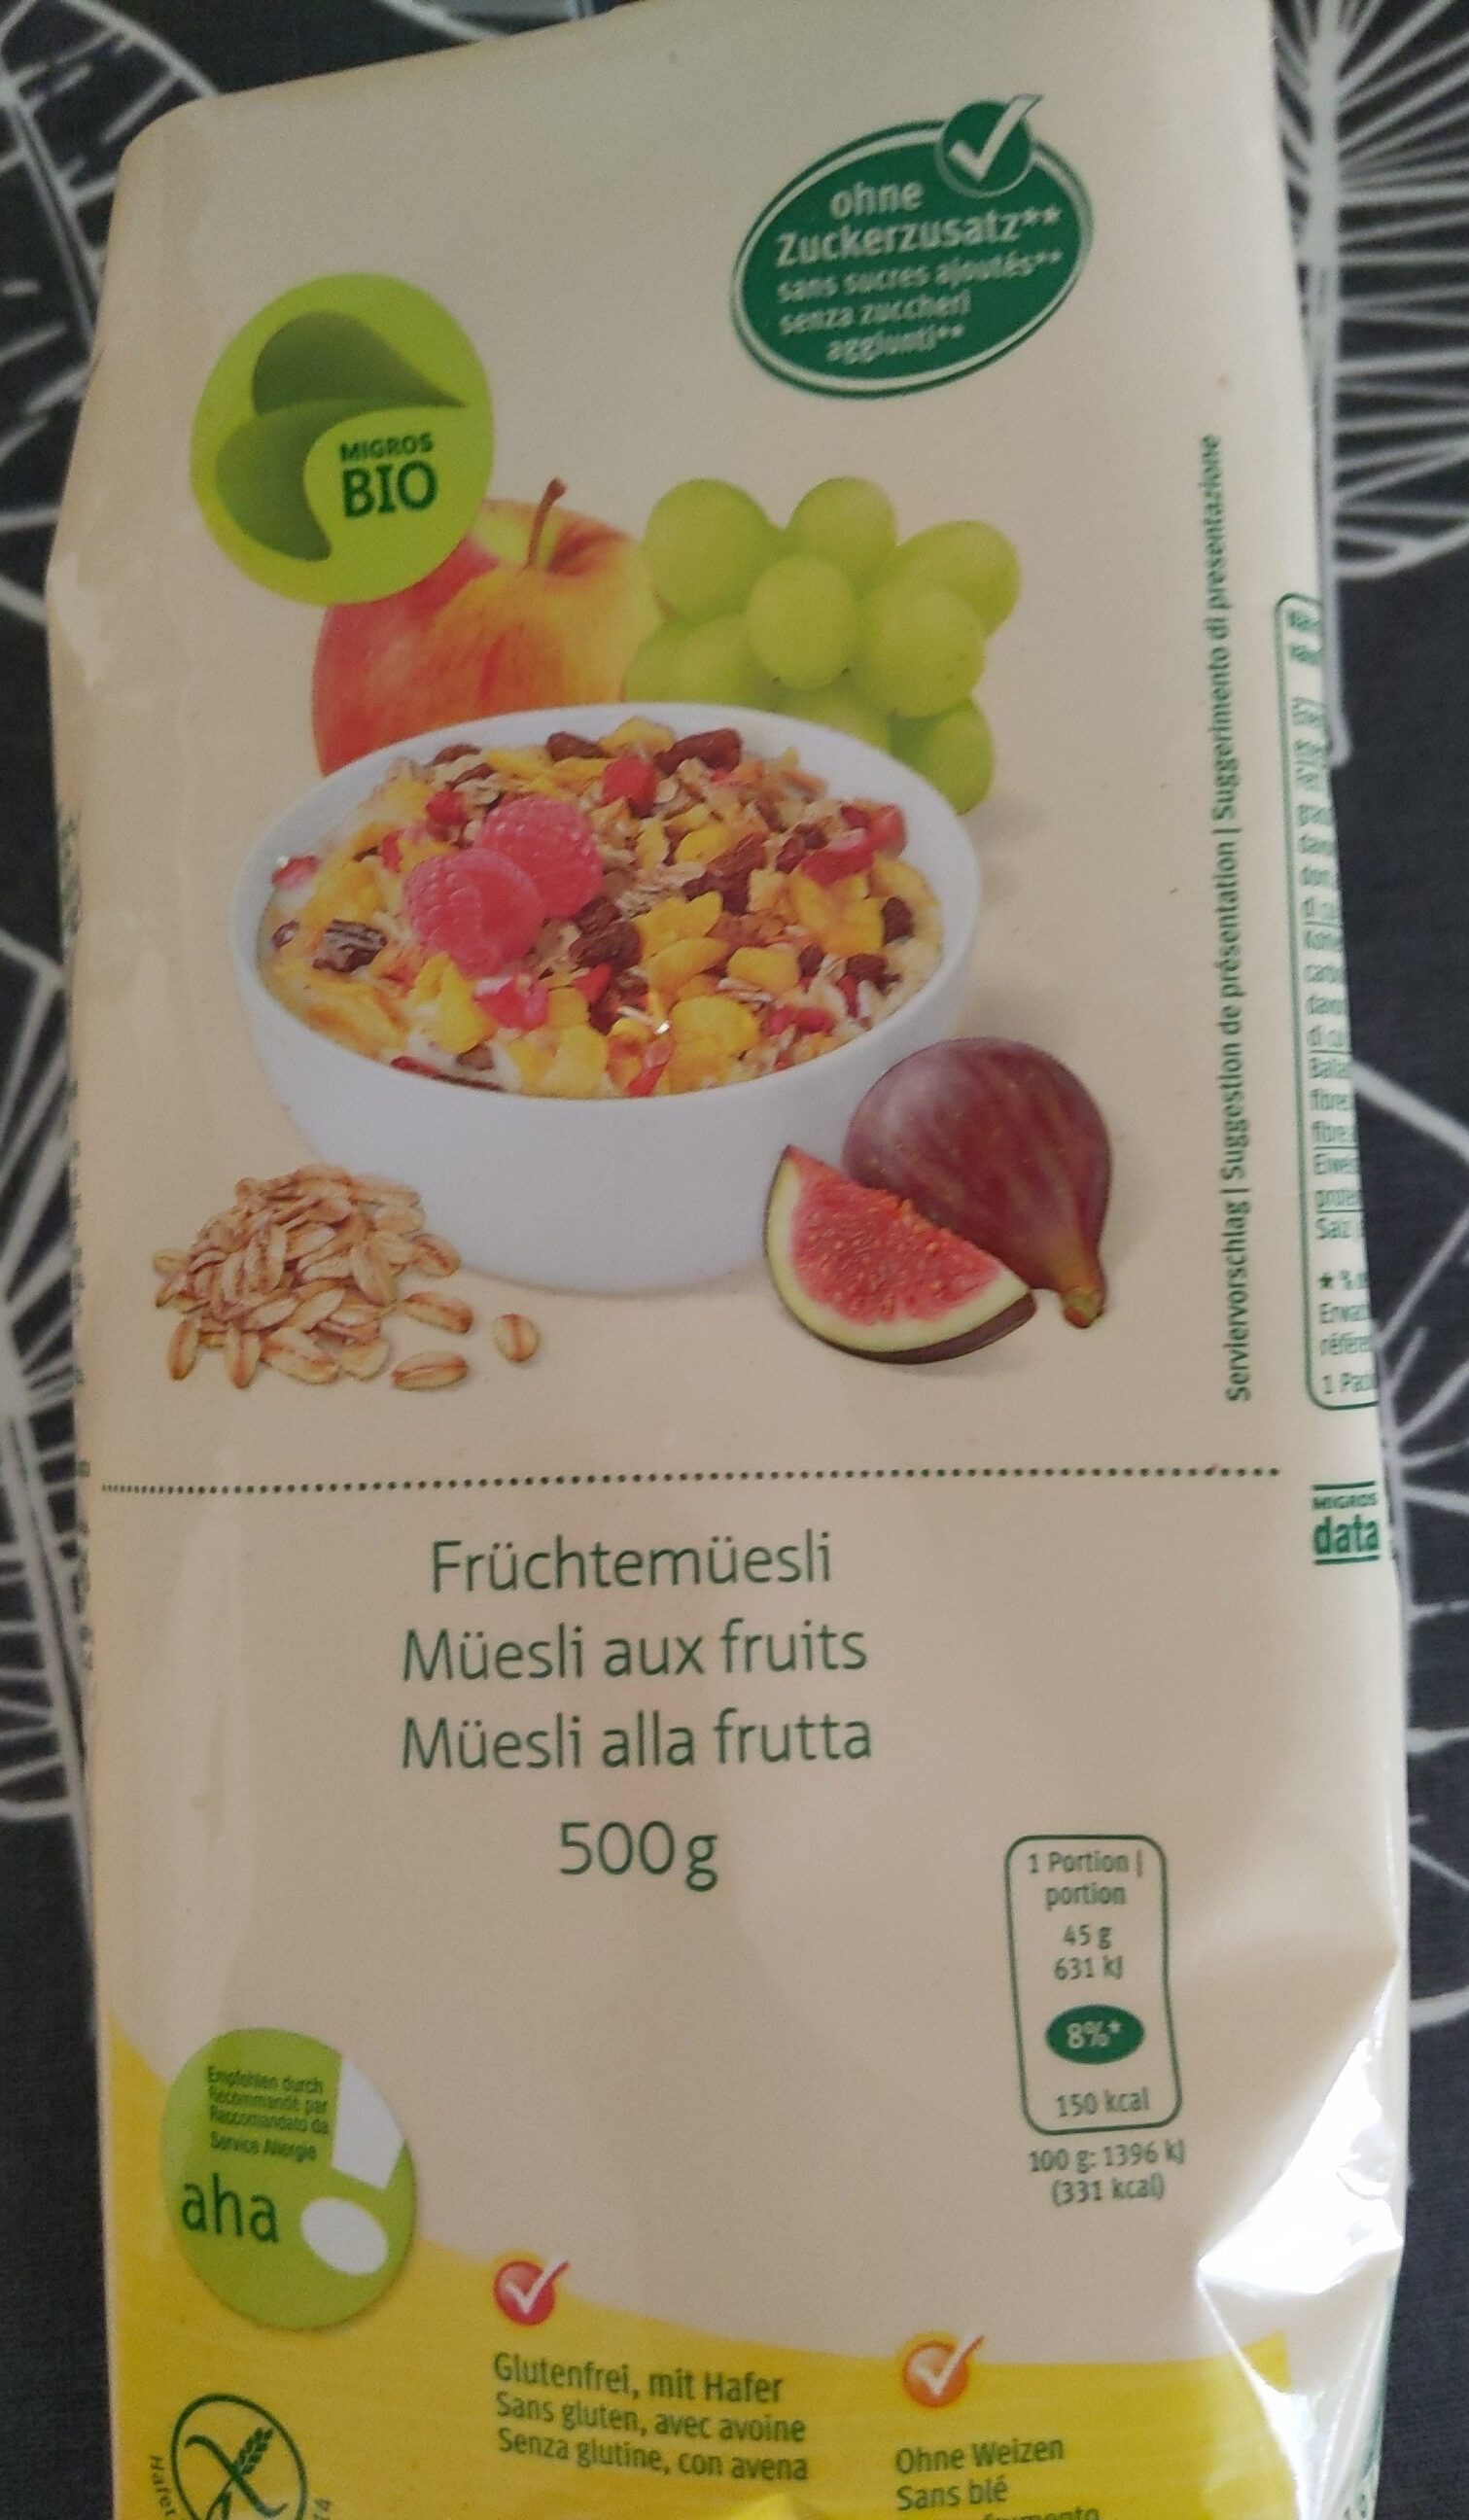 ohne
Zuckerzusatz**
sans sucres ajoutés**
senza zuccheri
aggiunti**
MIGROS
BIO
Serviervorschlag | Suggestion de présentation | Suggerimento di presentazione
Salz
1
MIGROS
data
Früchtemüesli
Müesli aux fruits
Müesli alla frutta
500g
1 Portion |
portion
45 g
631 kJ
8%*
150 kcal
100 g: 1396 kJ
(331 kcal)
Empfohlen durch
Recommandé par
Raccomandato da
Service Allergie
aha
Glutenfrei, mit Hafer
Sans gluten, avec avoine
Senza glutine, con avena
Ohne Weizen
Sans blé